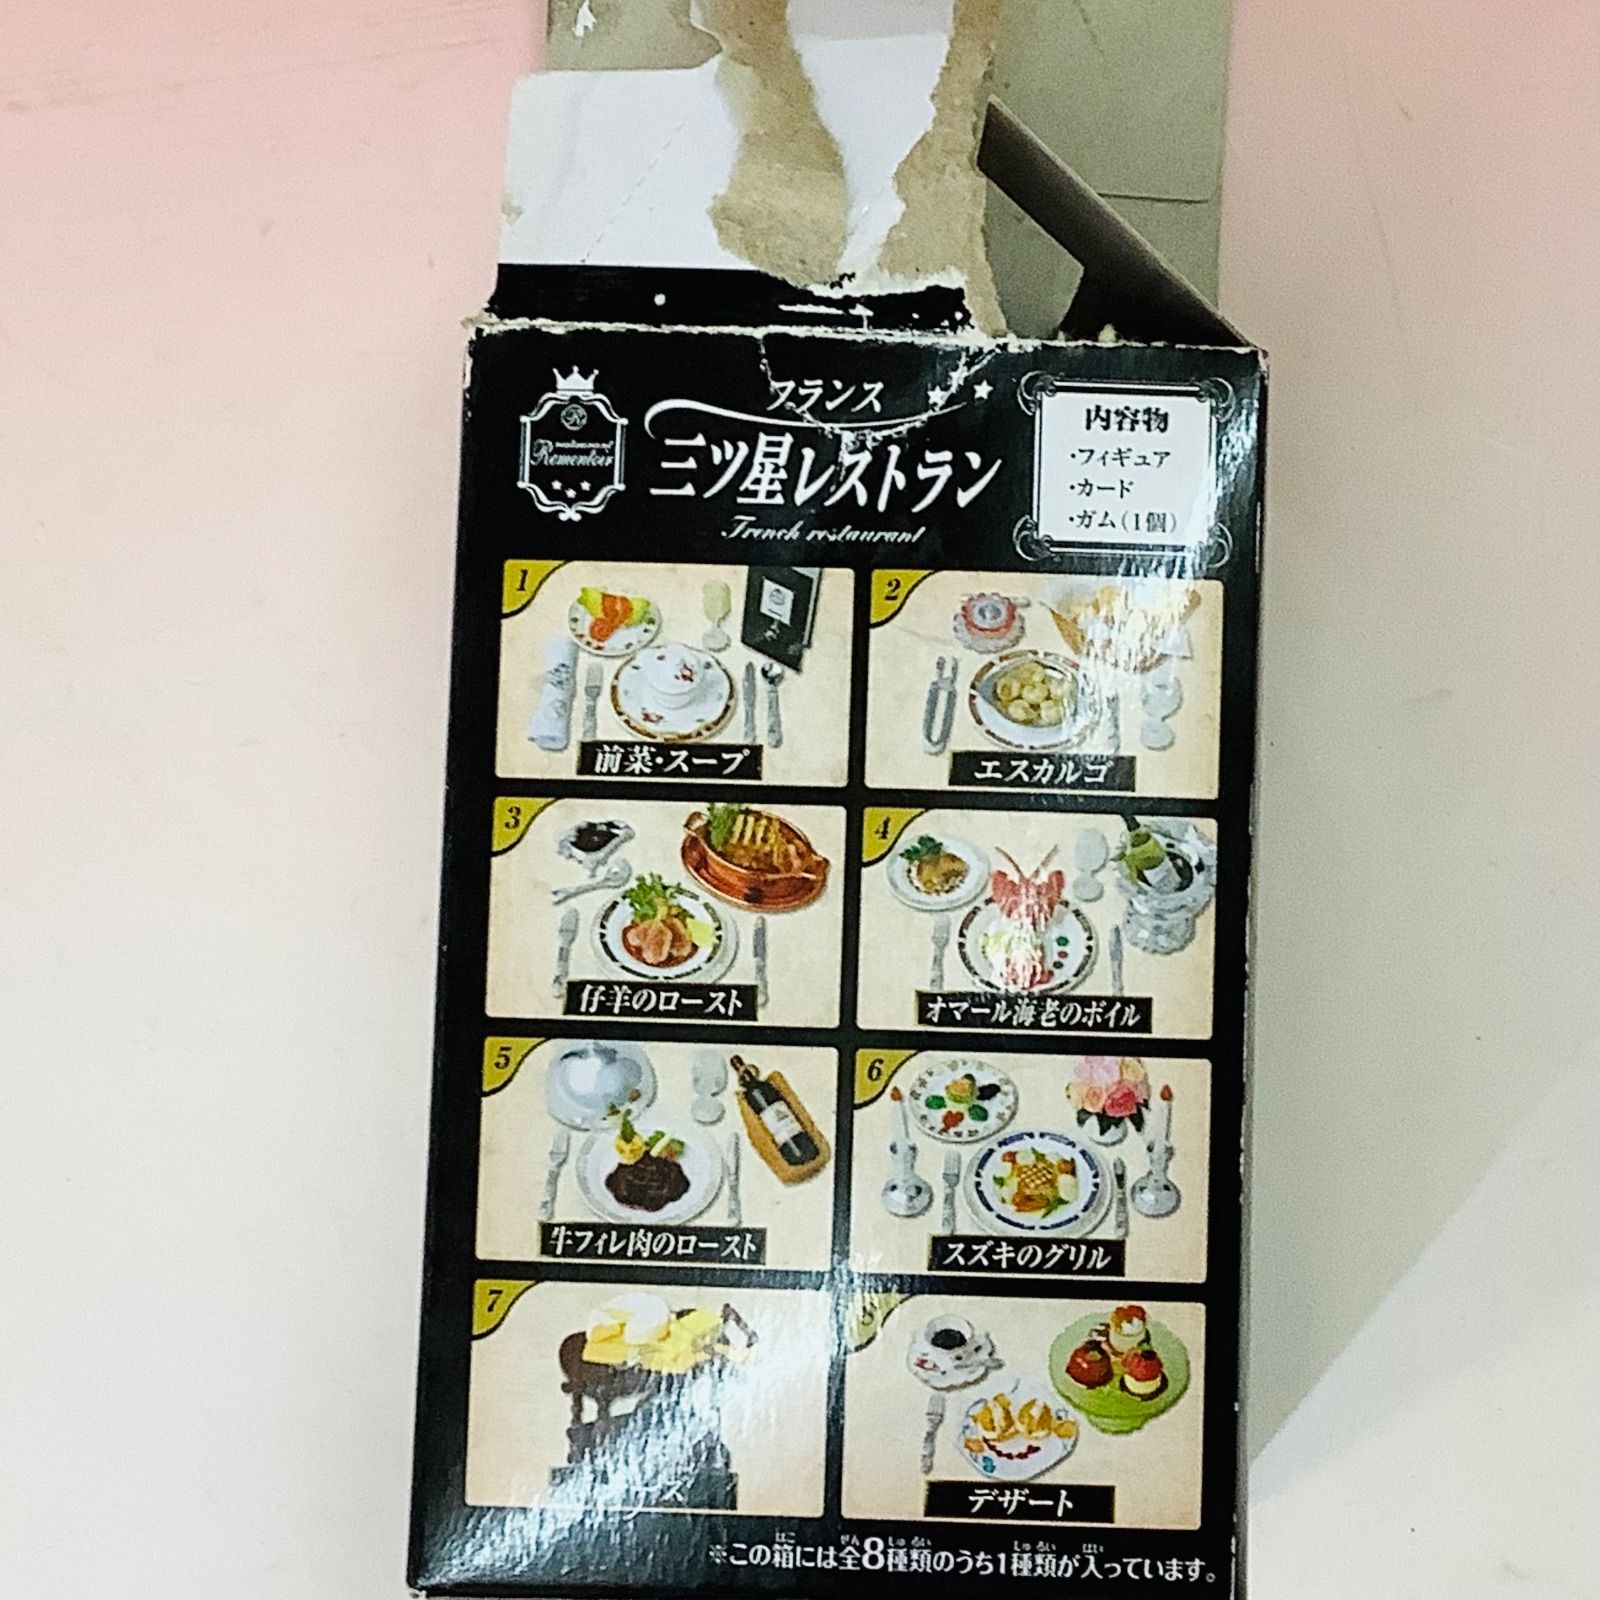 フランス
三ツ星レストラン
French restaurant
R
restaurant
Rementoir
内容物
・フィギュア
・カード
・ガム(1個)
1
前菜・スープ
2
エスカルゴ
3
仔羊のロースト
4
オマール海老のボイル
5
牛フィレ肉のロースト
6
スズキのグリル
7
ズ
8
デザート
※この箱には全8種類のうち1種類が入っています。